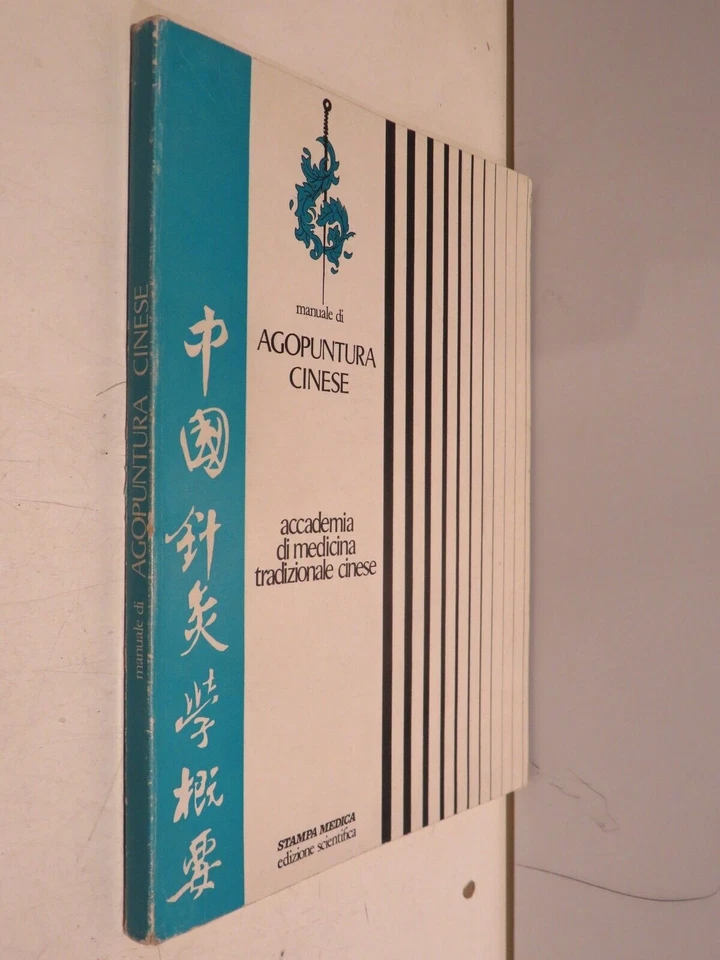 manuale di AGOPUNTURA CINESE
中國針灸學概要
manuale di
AGOPUNTURA
CINESE
accademia
di medicina
tradizionale cinese
STAMPA MEDICA
edizione scientifica